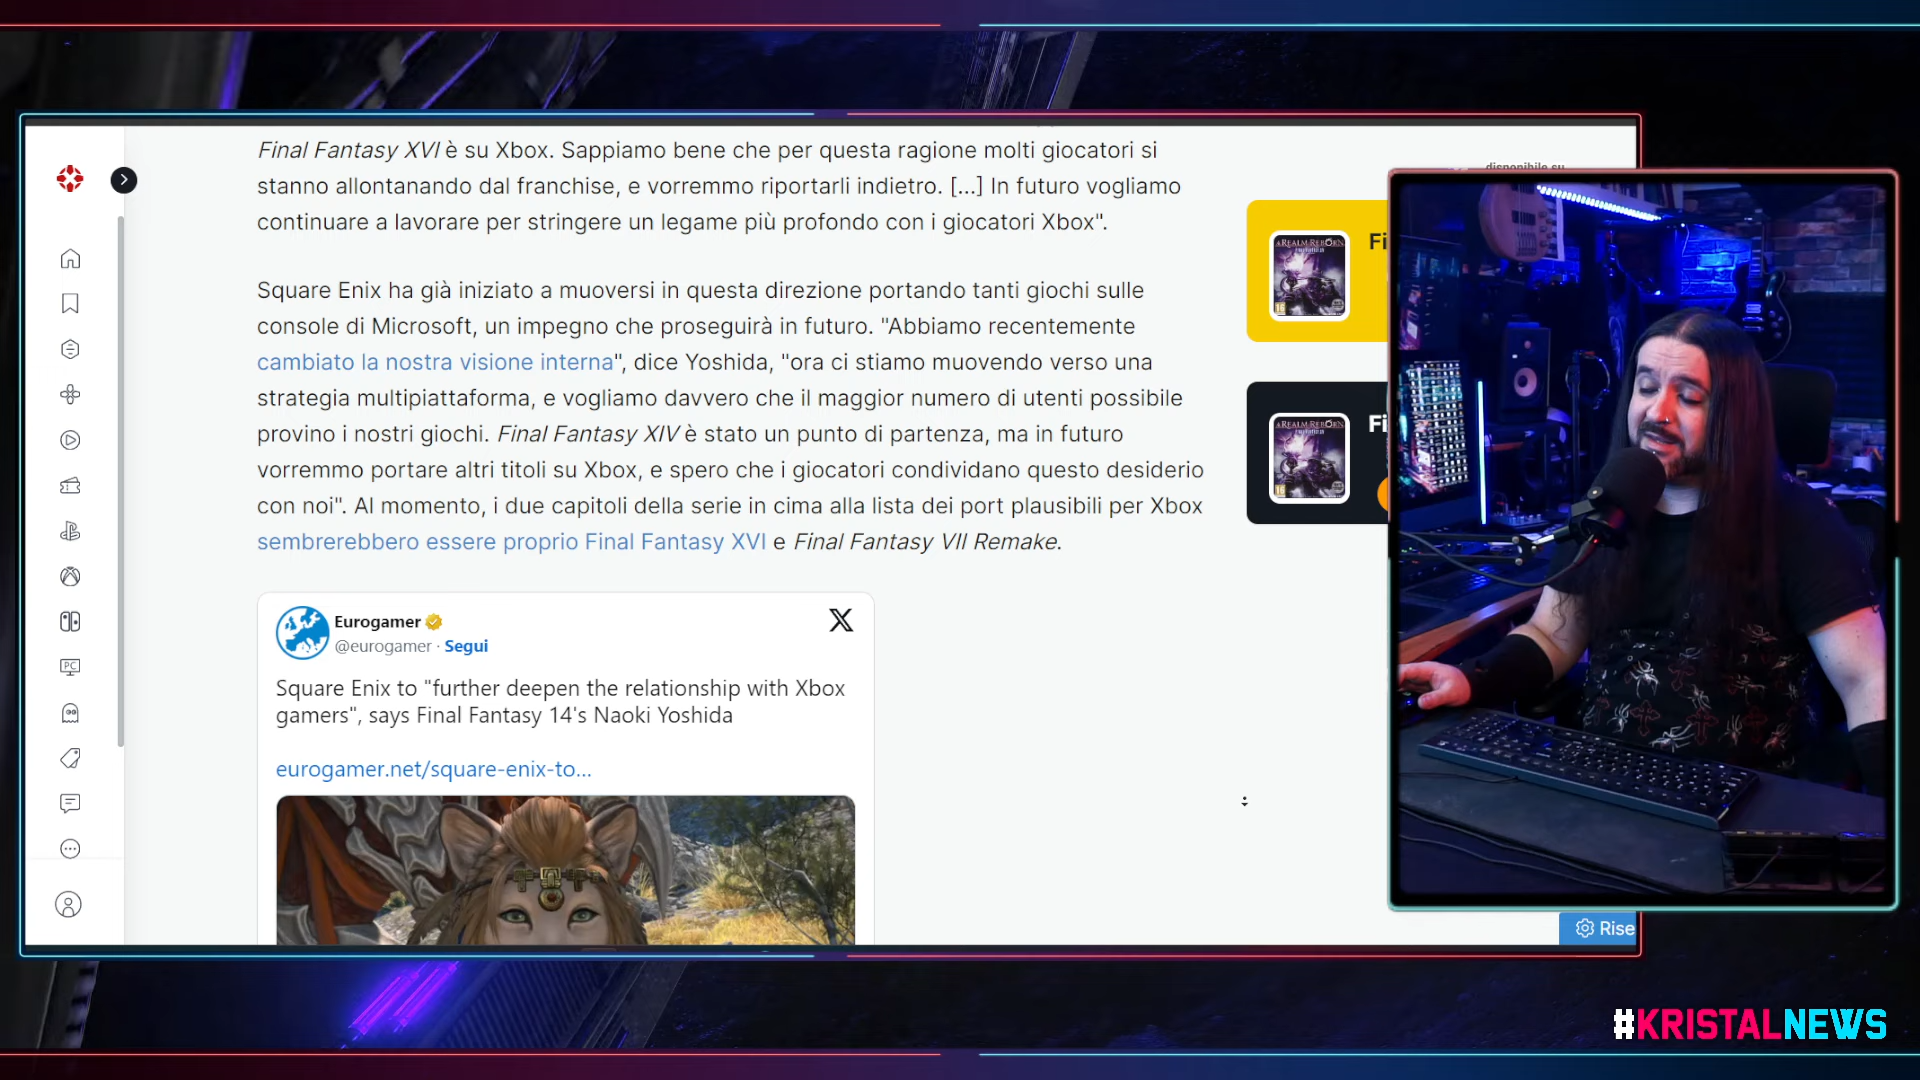 Final Fantasy XVI è su Xbox. Sappiamo bene che per questa ragione molti giocatori si
stanno allontanando dal franchise, e vorremmo riportarli indietro. [...] In futuro vogliamo
continuare a lavorare per stringere un legame più profondo con i giocatori Xbox".
Square Enix ha già iniziato a muoversi in questa direzione portando tanti giochi sulle
console di Microsoft, un impegno che proseguirà in futuro. "Abbiamo recentemente
cambiato la nostra visione interna", dice Yoshida, "ora ci stiamo muovendo verso una
strategia multipiattaforma, e vogliamo davvero che il maggior numero di utenti possibile
provino i nostri giochi. Final Fantasy XIV è stato un punto di partenza, ma in futuro
vorremmo portare altri titoli su Xbox, e spero che i giocatori condividano questo desiderio
con noi". Al momento, i due capitoli della serie in cima alla lista dei port plausibili per Xbox
sembrerebbero essere proprio Final Fantasy XVI e Final Fantasy VII Remake.
Eurogamer
@eurogamer · Segui
X
Square Enix to "further deepen the relationship with Xbox
gamers", says Final Fantasy 14's Naoki Yoshida
eurogamer.net/square-enix-to...
disponibile su
Fi
A REALM REBORN
Fi
A REALM REBORN
PC
Rise
#KRISTALNEWS